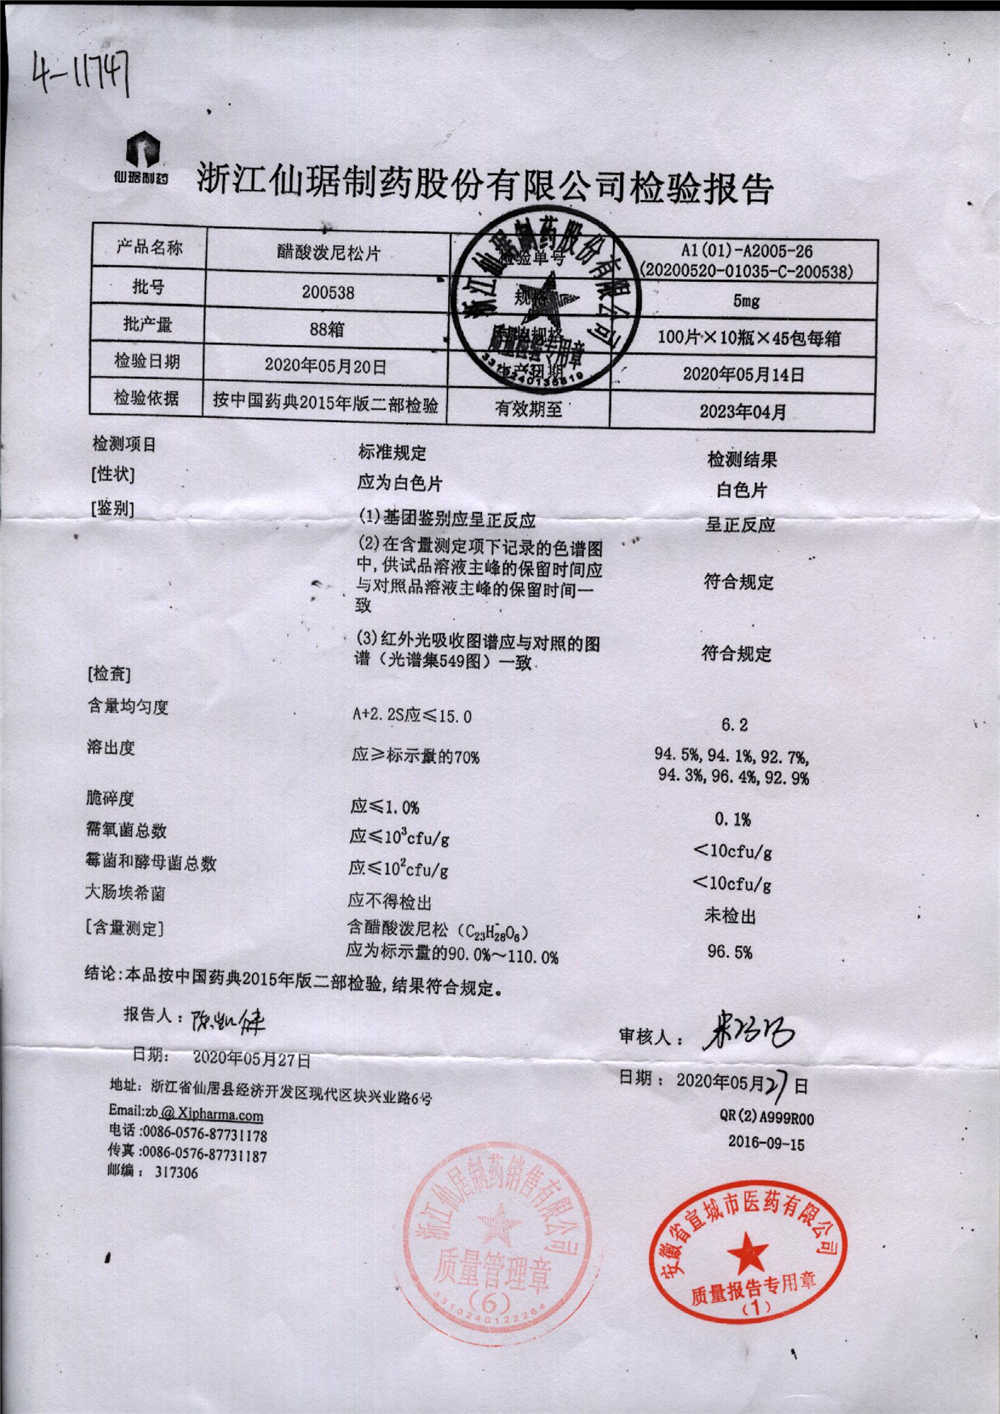 4-11747
仙琚制药
浙江仙琚制药股份有限公司检验报告
产品名称 醋酸泼尼松片 检验单号 A1(01)-A2005-26
(20200520-01035-C-200538)
批号 200538 规格 5mg
批产量 88箱 规格 100片×10瓶×45包每箱
检验日期 2020年05月20日 生产日期 2020年05月14日
检验依据 按中国药典2015年版二部检验 有效期至 2023年04月
浙江仙琚制药股份有限公司
质量检验专用章
检测项目 标准规定 检测结果
[性状] 应为白色片 白色片
[鉴别] (1)基团鉴别应呈正反应 呈正反应
(2)在含量测定项下记录的色谱图
中,供试品溶液主峰的保留时间应
与对照品溶液主峰的保留时间一
致 符合规定
(3)红外光吸收图谱应与对照的图
谱（光谱集549图）一致. 符合规定
[检查]
含量均匀度 A+2.2S应≤15.0 6.2
溶出度 应≥标示量的70% 94.5%,94.1%,92.7%,
94.3%,96.4%,92.9%
脆碎度 应≤1.0% 0.1%
需氧菌总数 应≤10³cfu/g <10cfu/g
霉菌和酵母菌总数 应≤10²cfu/g <10cfu/g
大肠埃希菌 应不得检出 未检出
[含量测定] 含醋酸泼尼松（C₂₃H₂₈O₆）
应为标示量的90.0%～110.0% 96.5%
结论:本品按中国药典2015年版二部检验,结果符合规定。
报告人:
审核人:
日期: 2020年05月27日
日期: 2020年05月27日
地址: 浙江省仙居县经济开发区现代区块兴业路6号
Email:zb@Xjpharma.com
电话:0086-0576-87731178
传真:0086-0576-87731187
邮编: 317306
QR(2)A999R00
2016-09-15
浙江仙居制药销售有限公司
质量管理章
(6)
3310240122264
安徽省宣城市医药有限公司
质量报告专用章
(1)